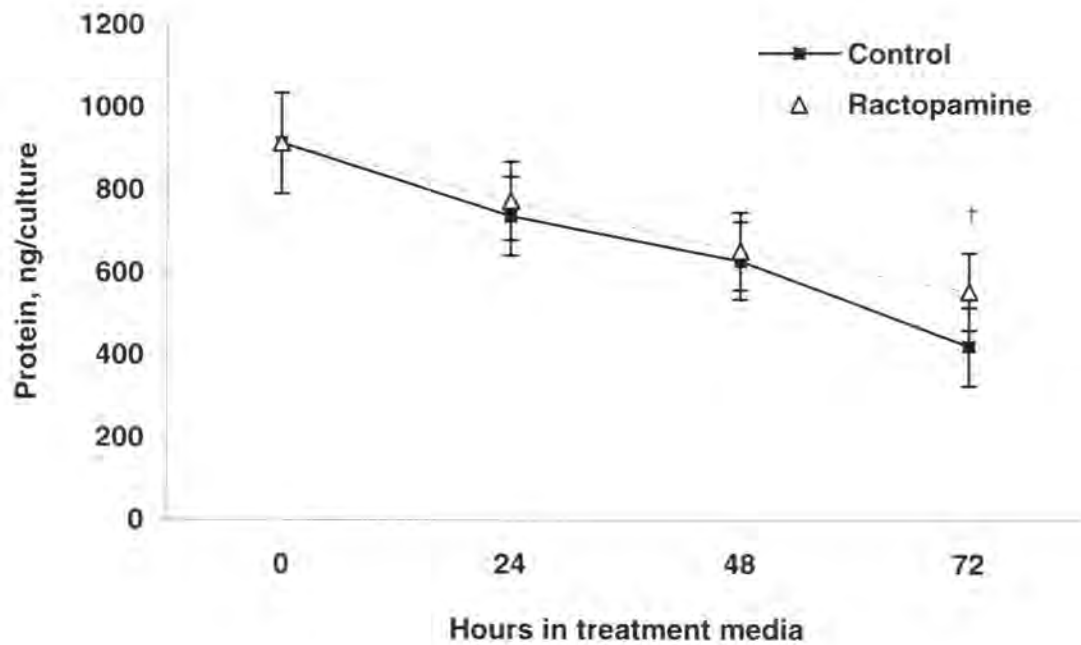 1200
1000
800
600
400
200
0
Protein, ng/culture
Control
Ractopamine
†
0 24 48 72
Hours in treatment media